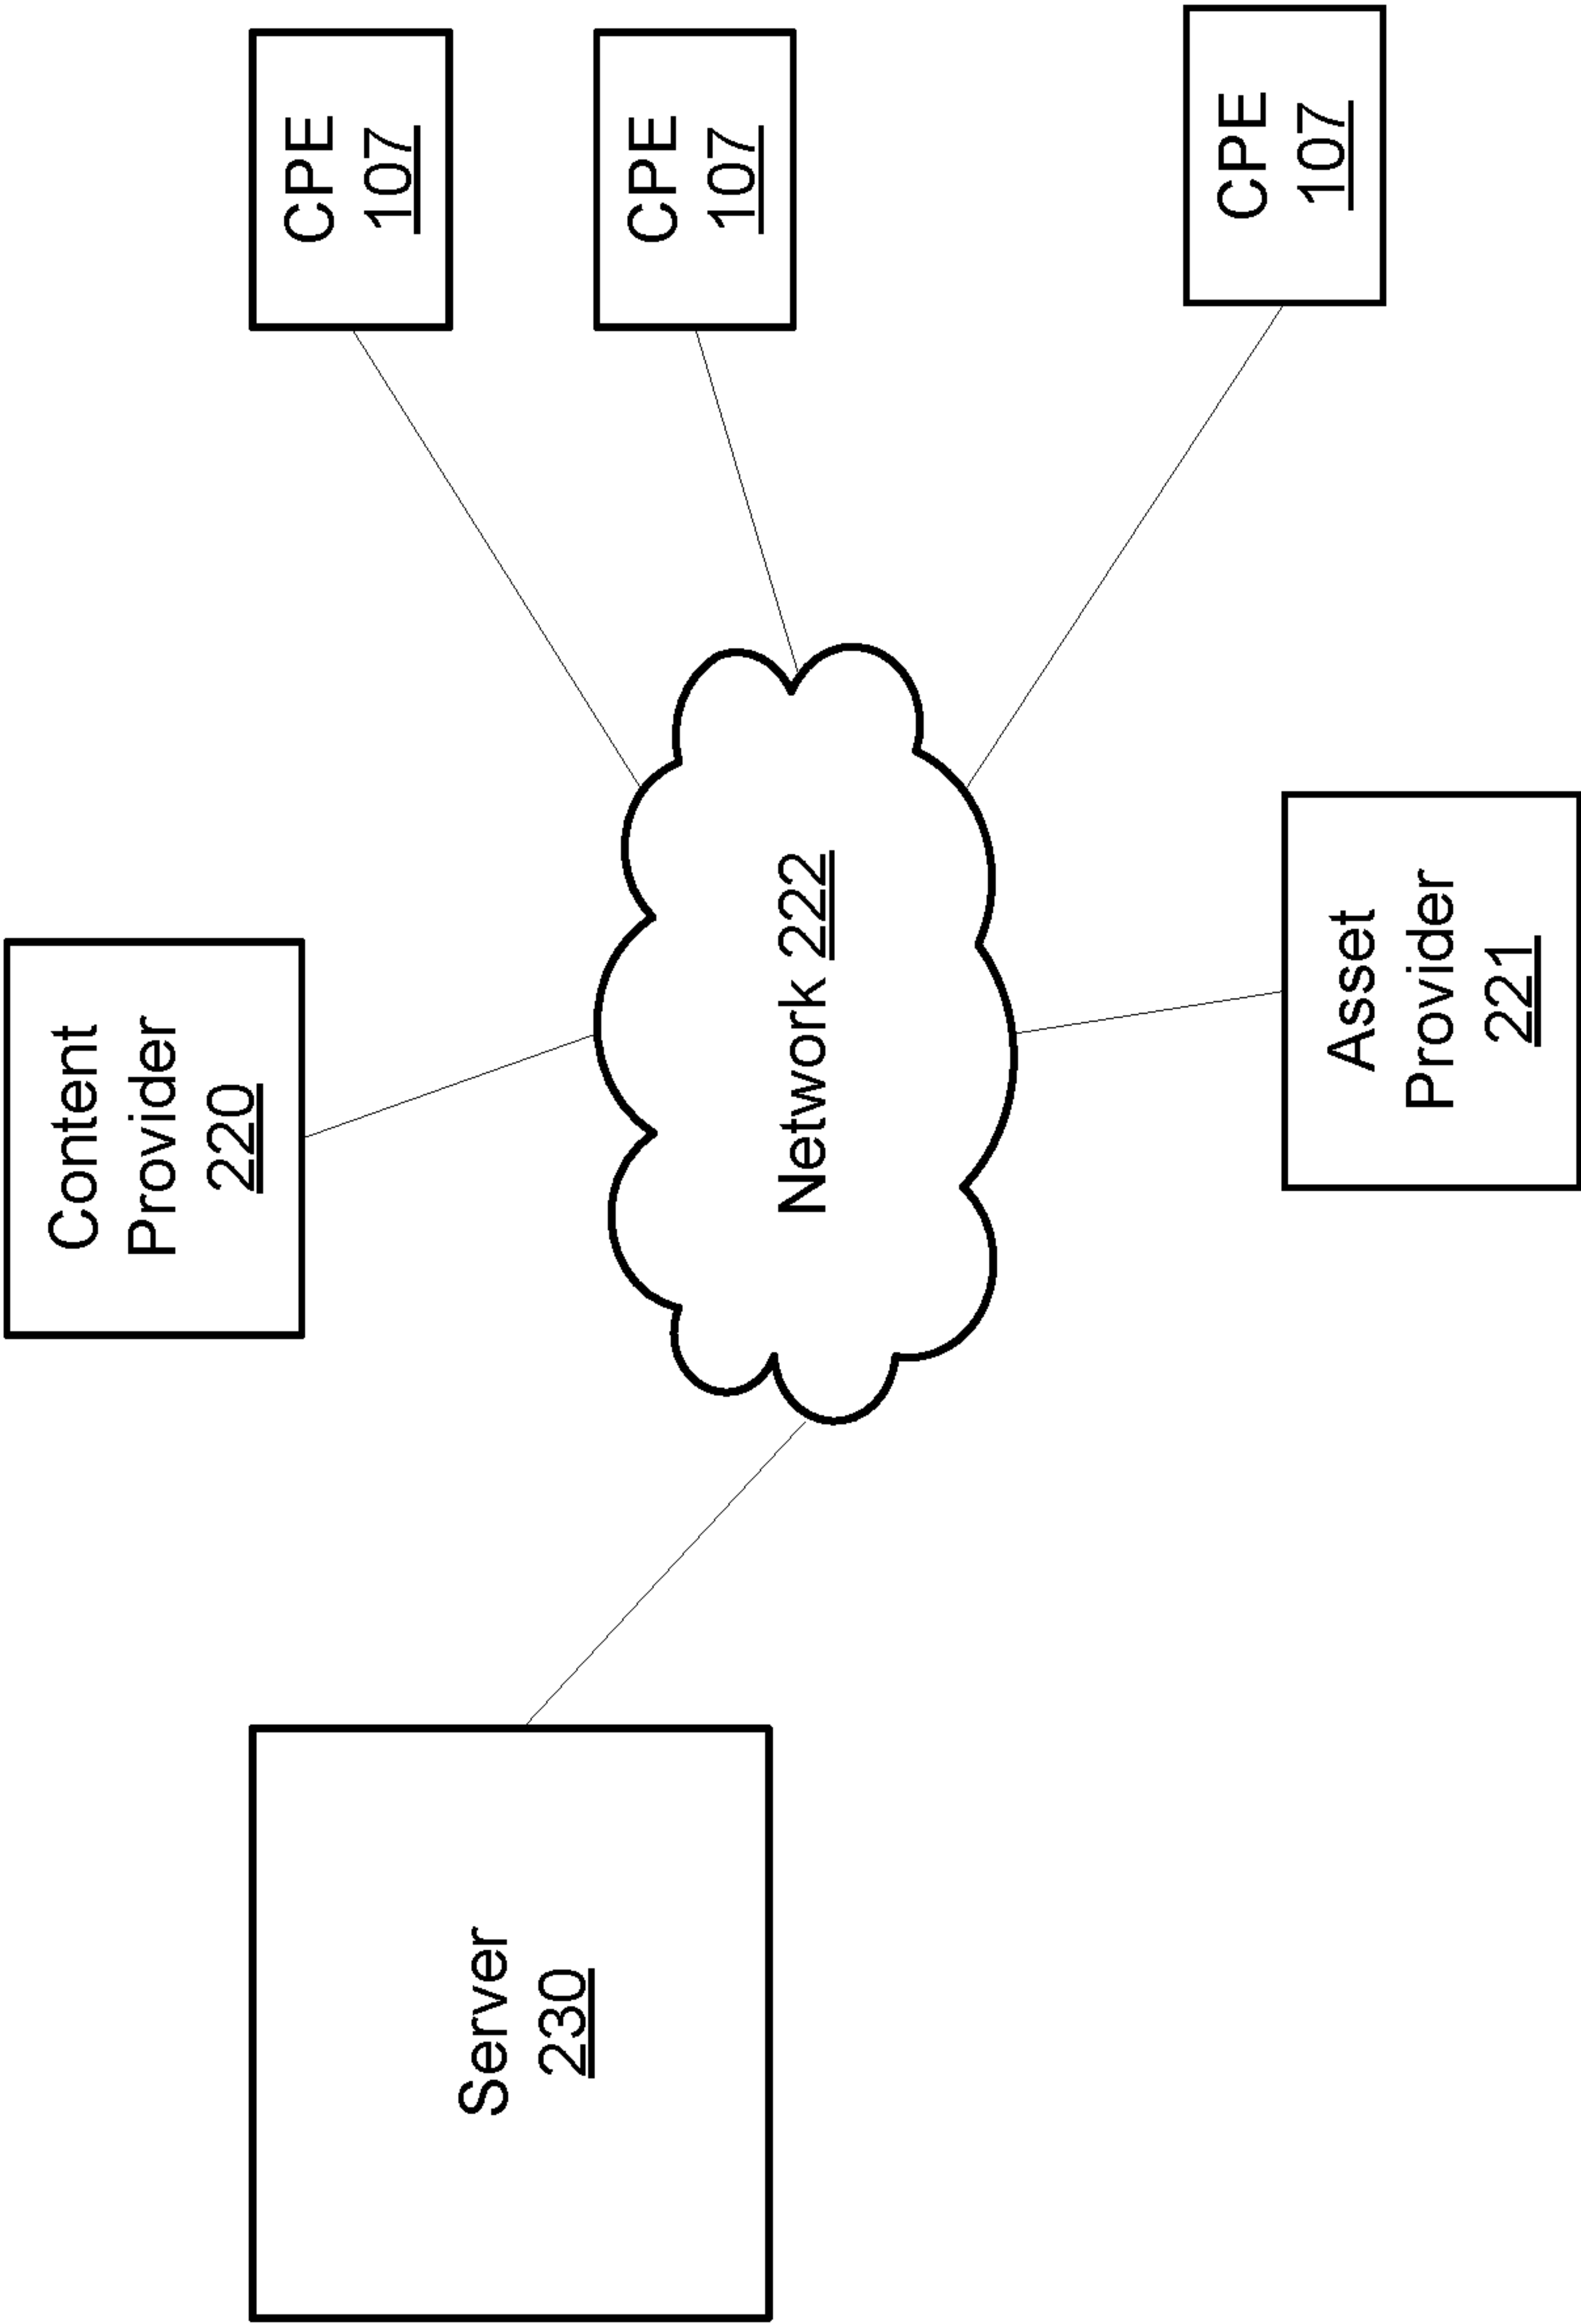 Content
Provider
220
CPE
107
CPE
107
Server
230
Network 222
CPE
107
Asset
Provider
221